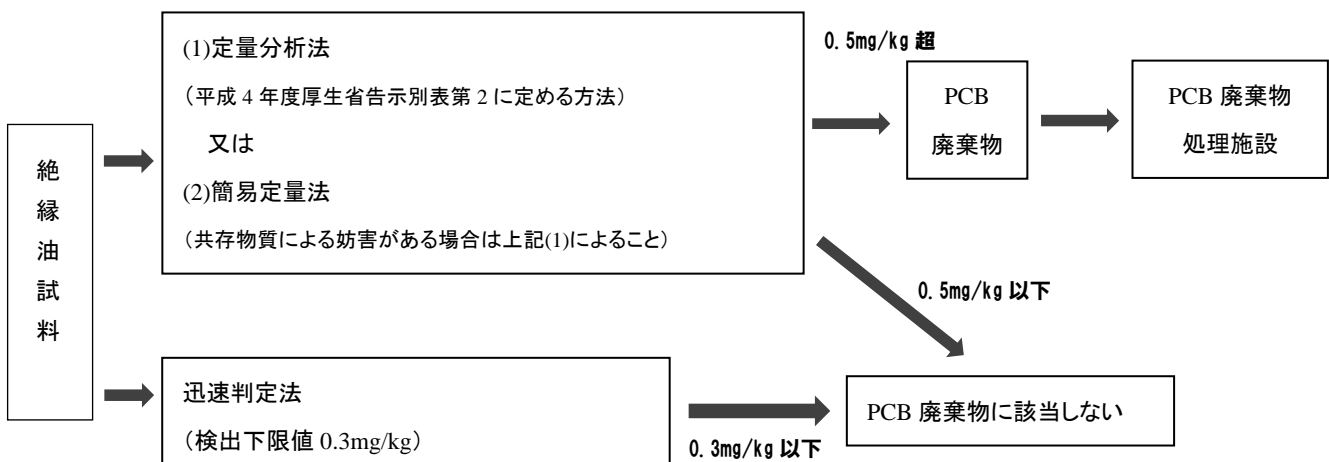 絶縁油試料
(1)定量分析法
（平成 4 年度厚生省告示別表第 2 に定める方法）
又は
(2)簡易定量法
（共存物質による妨害がある場合は上記(1)によること）
0.5mg/kg 超
PCB
廃棄物
PCB 廃棄物
処理施設
0.5mg/kg 以下
迅速判定法
（検出下限値 0.3mg/kg）
0.3mg/kg 以下
PCB 廃棄物に該当しない